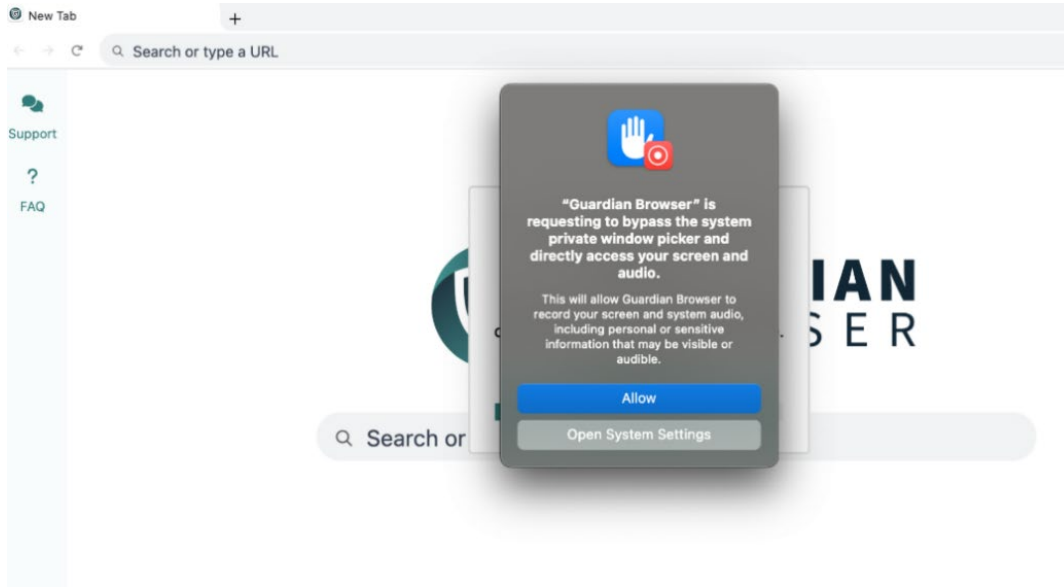 New Tab
Search or type a URL
Support
?
FAQ
“Guardian Browser” is
requesting to bypass the system
private window picker and
directly access your screen and
audio.
This will allow Guardian Browser to
record your screen and system audio,
including personal or sensitive
information that may be visible or
audible.
Allow
Open System Settings
IAN
SER
Search or